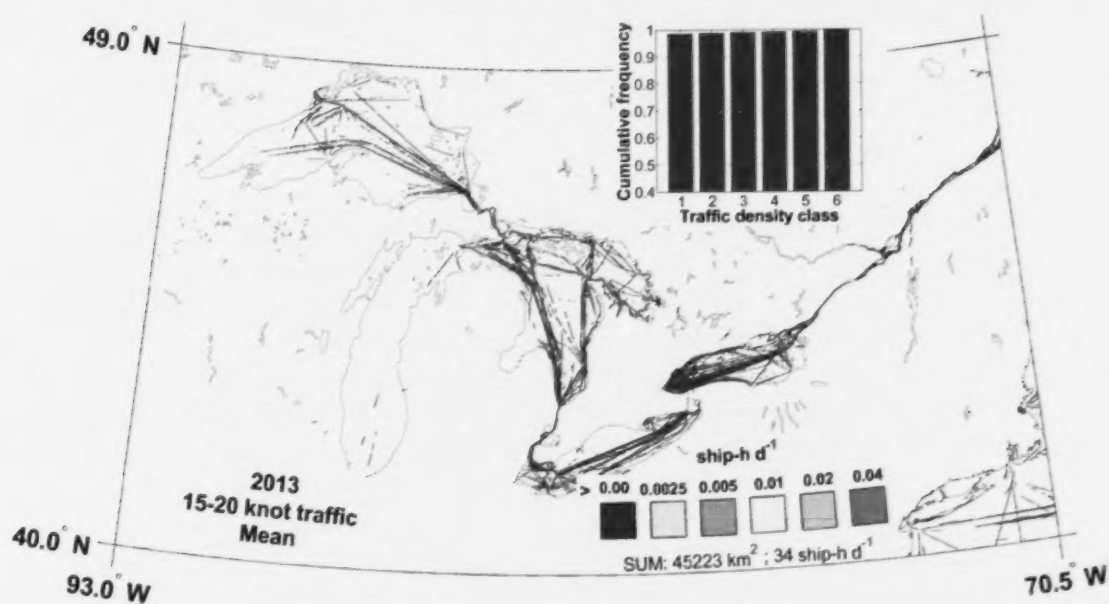 49.0° N
1
0.9
0.8
0.7
0.6
0.5
0.4
Cumulative frequency
1 2 3 4 5 6
Traffic density class
2013
15-20 knot traffic
Mean
ship-h d-1
> 0.00 0.0025 0.005 0.01 0.02 0.04
SUM: 45223 km2 ; 34 ship-h d-1
40.0° N
93.0° W
70.5° W